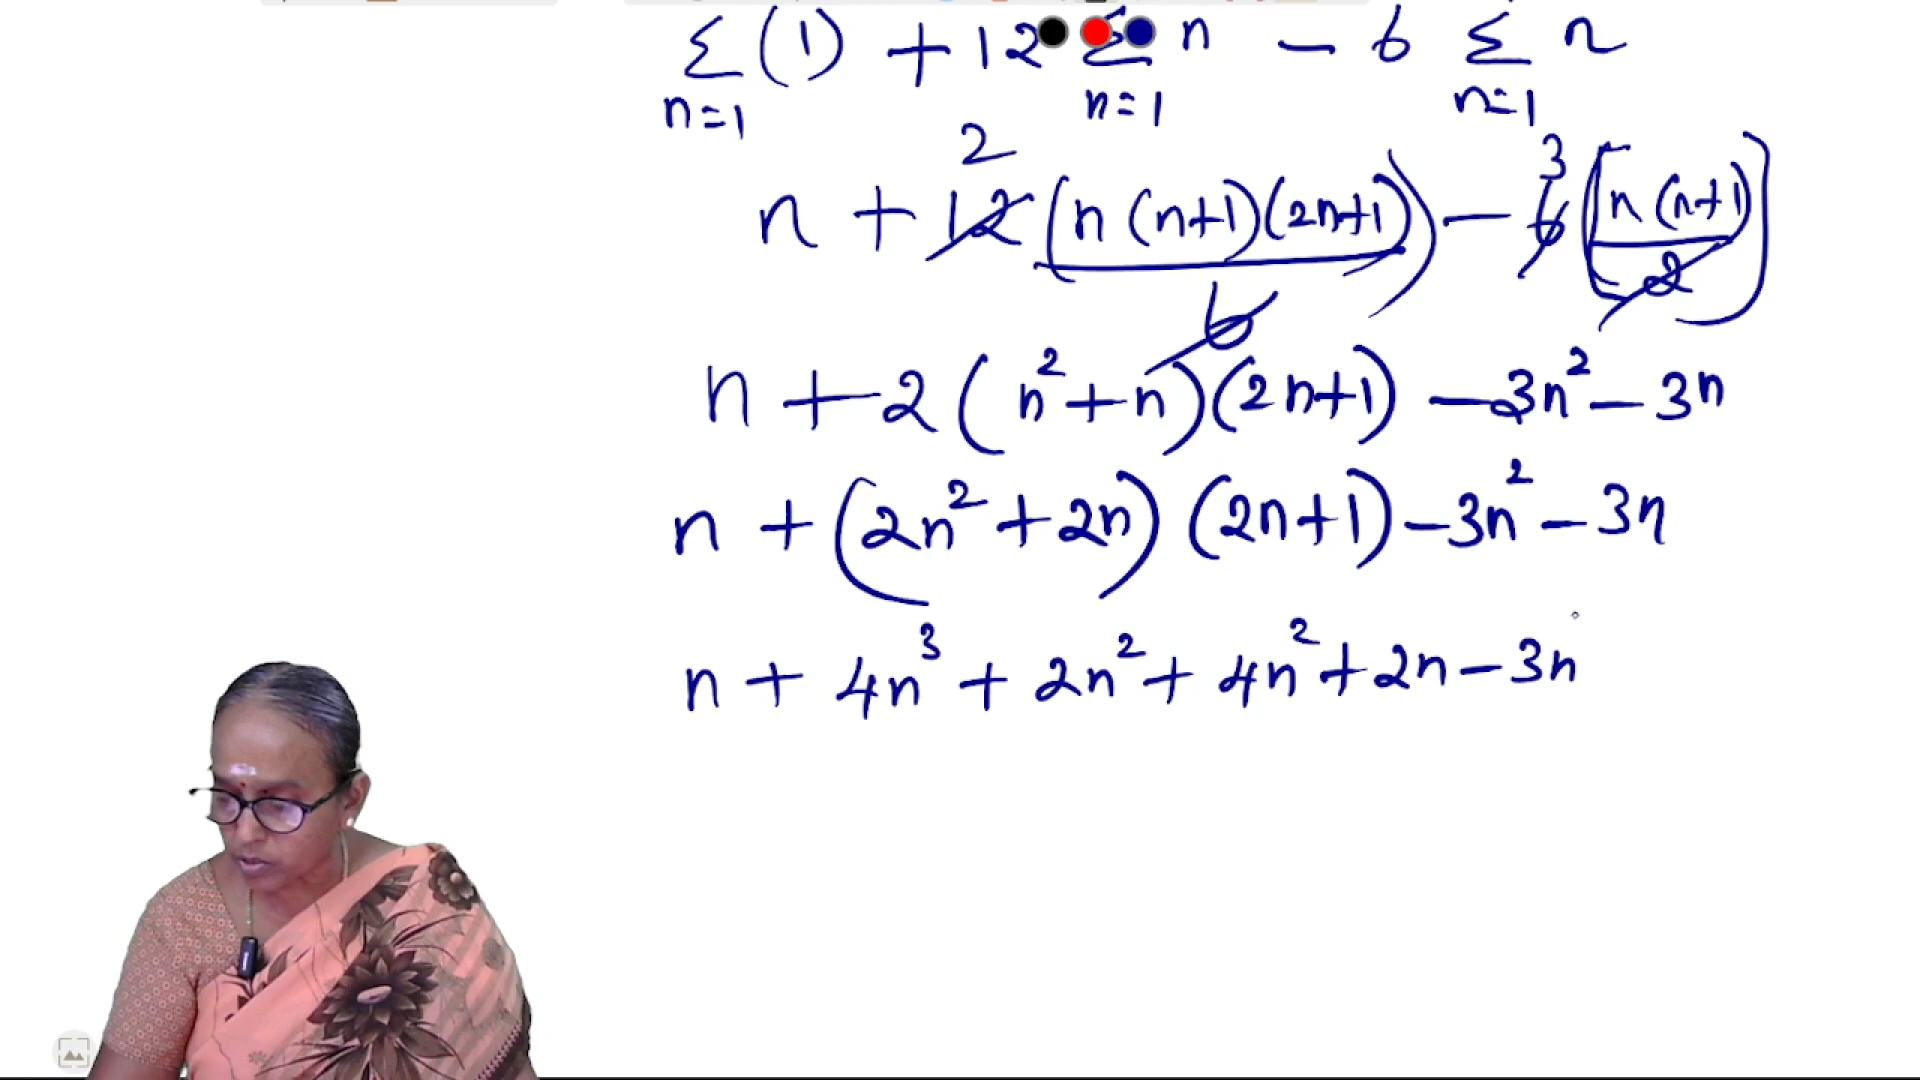 Σ (1) + 12 Σ n - 6 Σ n
n=1 n=1 n=1
2 3
n + 12 (n (n+1)(2n+1)) - 6 [n (n+1)]
6 2
n + 2 (n² + n)(2n+1) - 3n² - 3n
n + (2n² + 2n) (2n+1) - 3n² - 3n
n + 4n³ + 2n² + 4n² + 2n - 3n